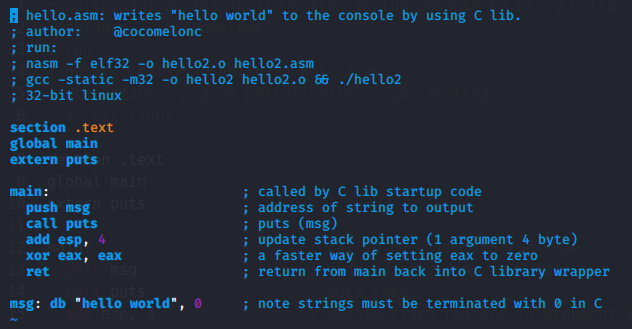 ; hello.asm: writes "hello world" to the console by using C lib.
; author:    @cocomelonc
; run:
; nasm -f elf32 -o hello2.o hello2.asm
; gcc -static -m32 -o hello2 hello2.o && ./hello2
; 32-bit linux
section .text
global main
extern puts
main:                        ; called by C lib startup code
  push msg                   ; address of string to output
  call puts                  ; puts (msg)
  add esp, 4                 ; update stack pointer (1 argument 4 byte)
  xor eax, eax               ; a faster way of setting eax to zero
  ret                        ; return from main back into C library wrapper
msg: db "hello world", 0     ; note strings must be terminated with 0 in C
~